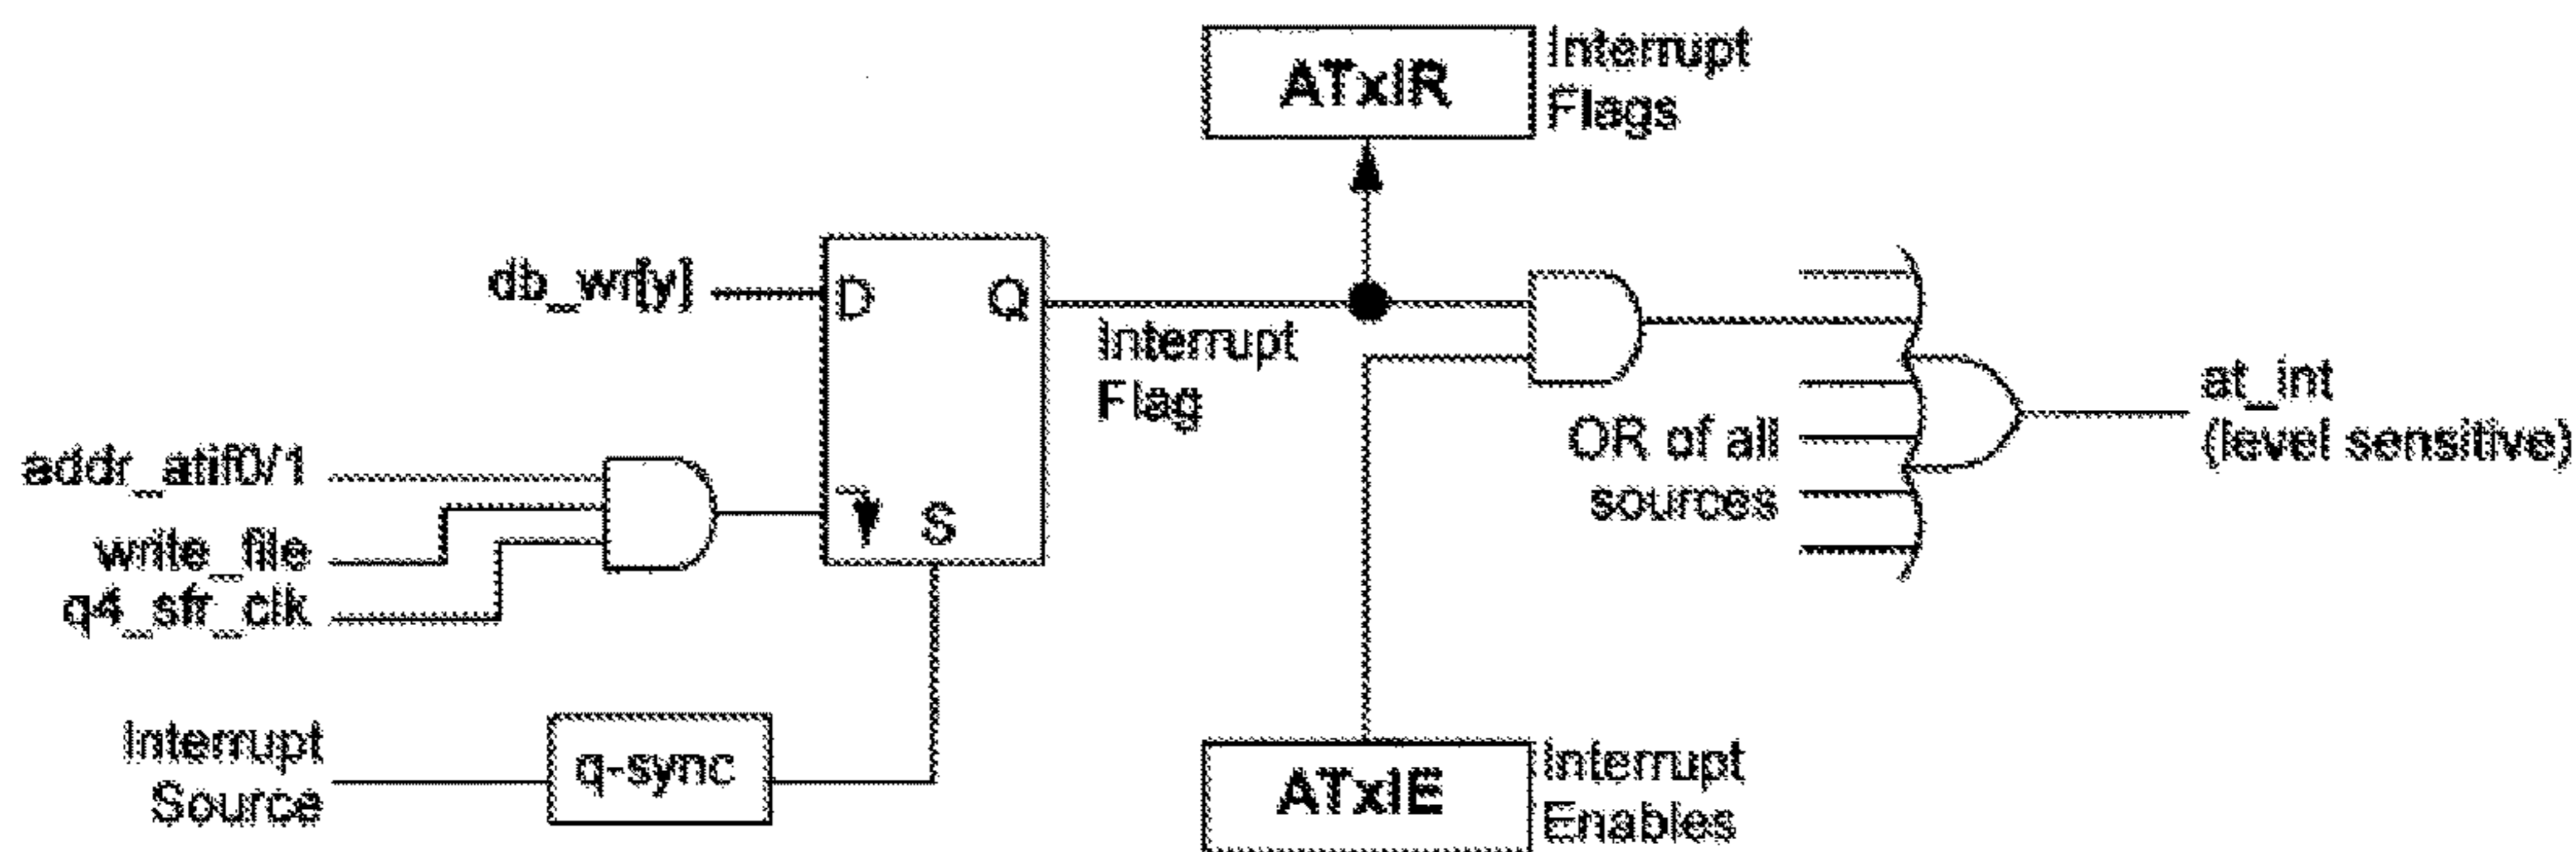 ATxIR
Interrupt
Flags
db_wr[y]
D
Q
Interrupt
Flag
addr_atif0/1
write_file
q4_sfr_clk
S
OR of all
sources
at_int
(level sensitive)
Interrupt
Source
q-sync
ATxIE
Interrupt
Enables